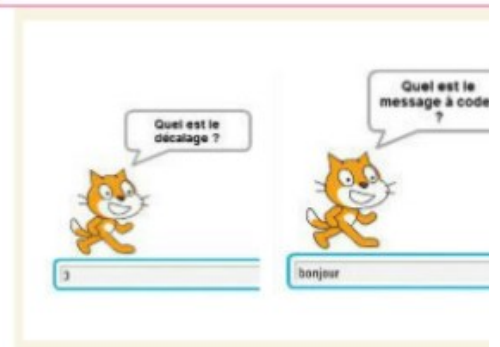 Quel est le
décalage ?
3
Quel est le
message à code
?
bonjour